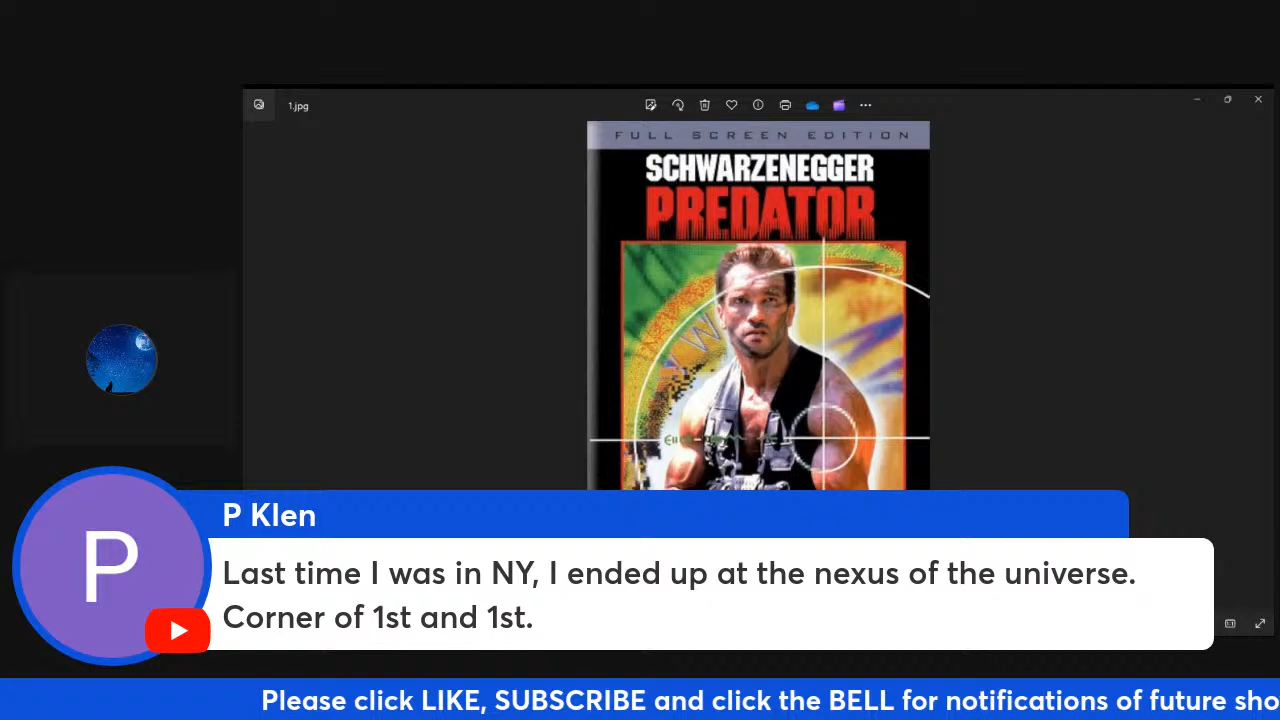 1.jpg
FULL SCREEN EDITION
SCHWARZENEGGER
PREDATOR
P
P Klen
Last time I was in NY, I ended up at the nexus of the universe.
Corner of 1st and 1st.
Please click LIKE, SUBSCRIBE and click the BELL for notifications of future sho